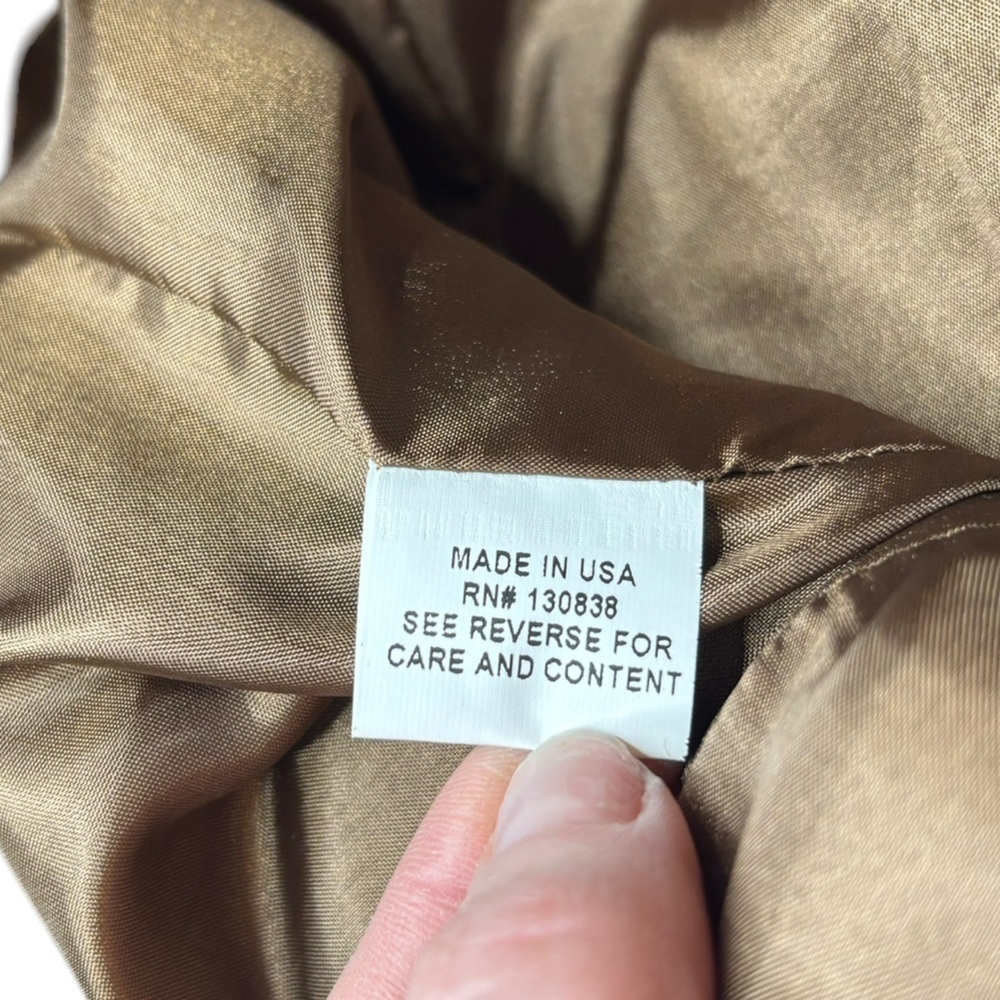 MADE IN USA
RN# 130838
SEE REVERSE FOR
CARE AND CONTENT